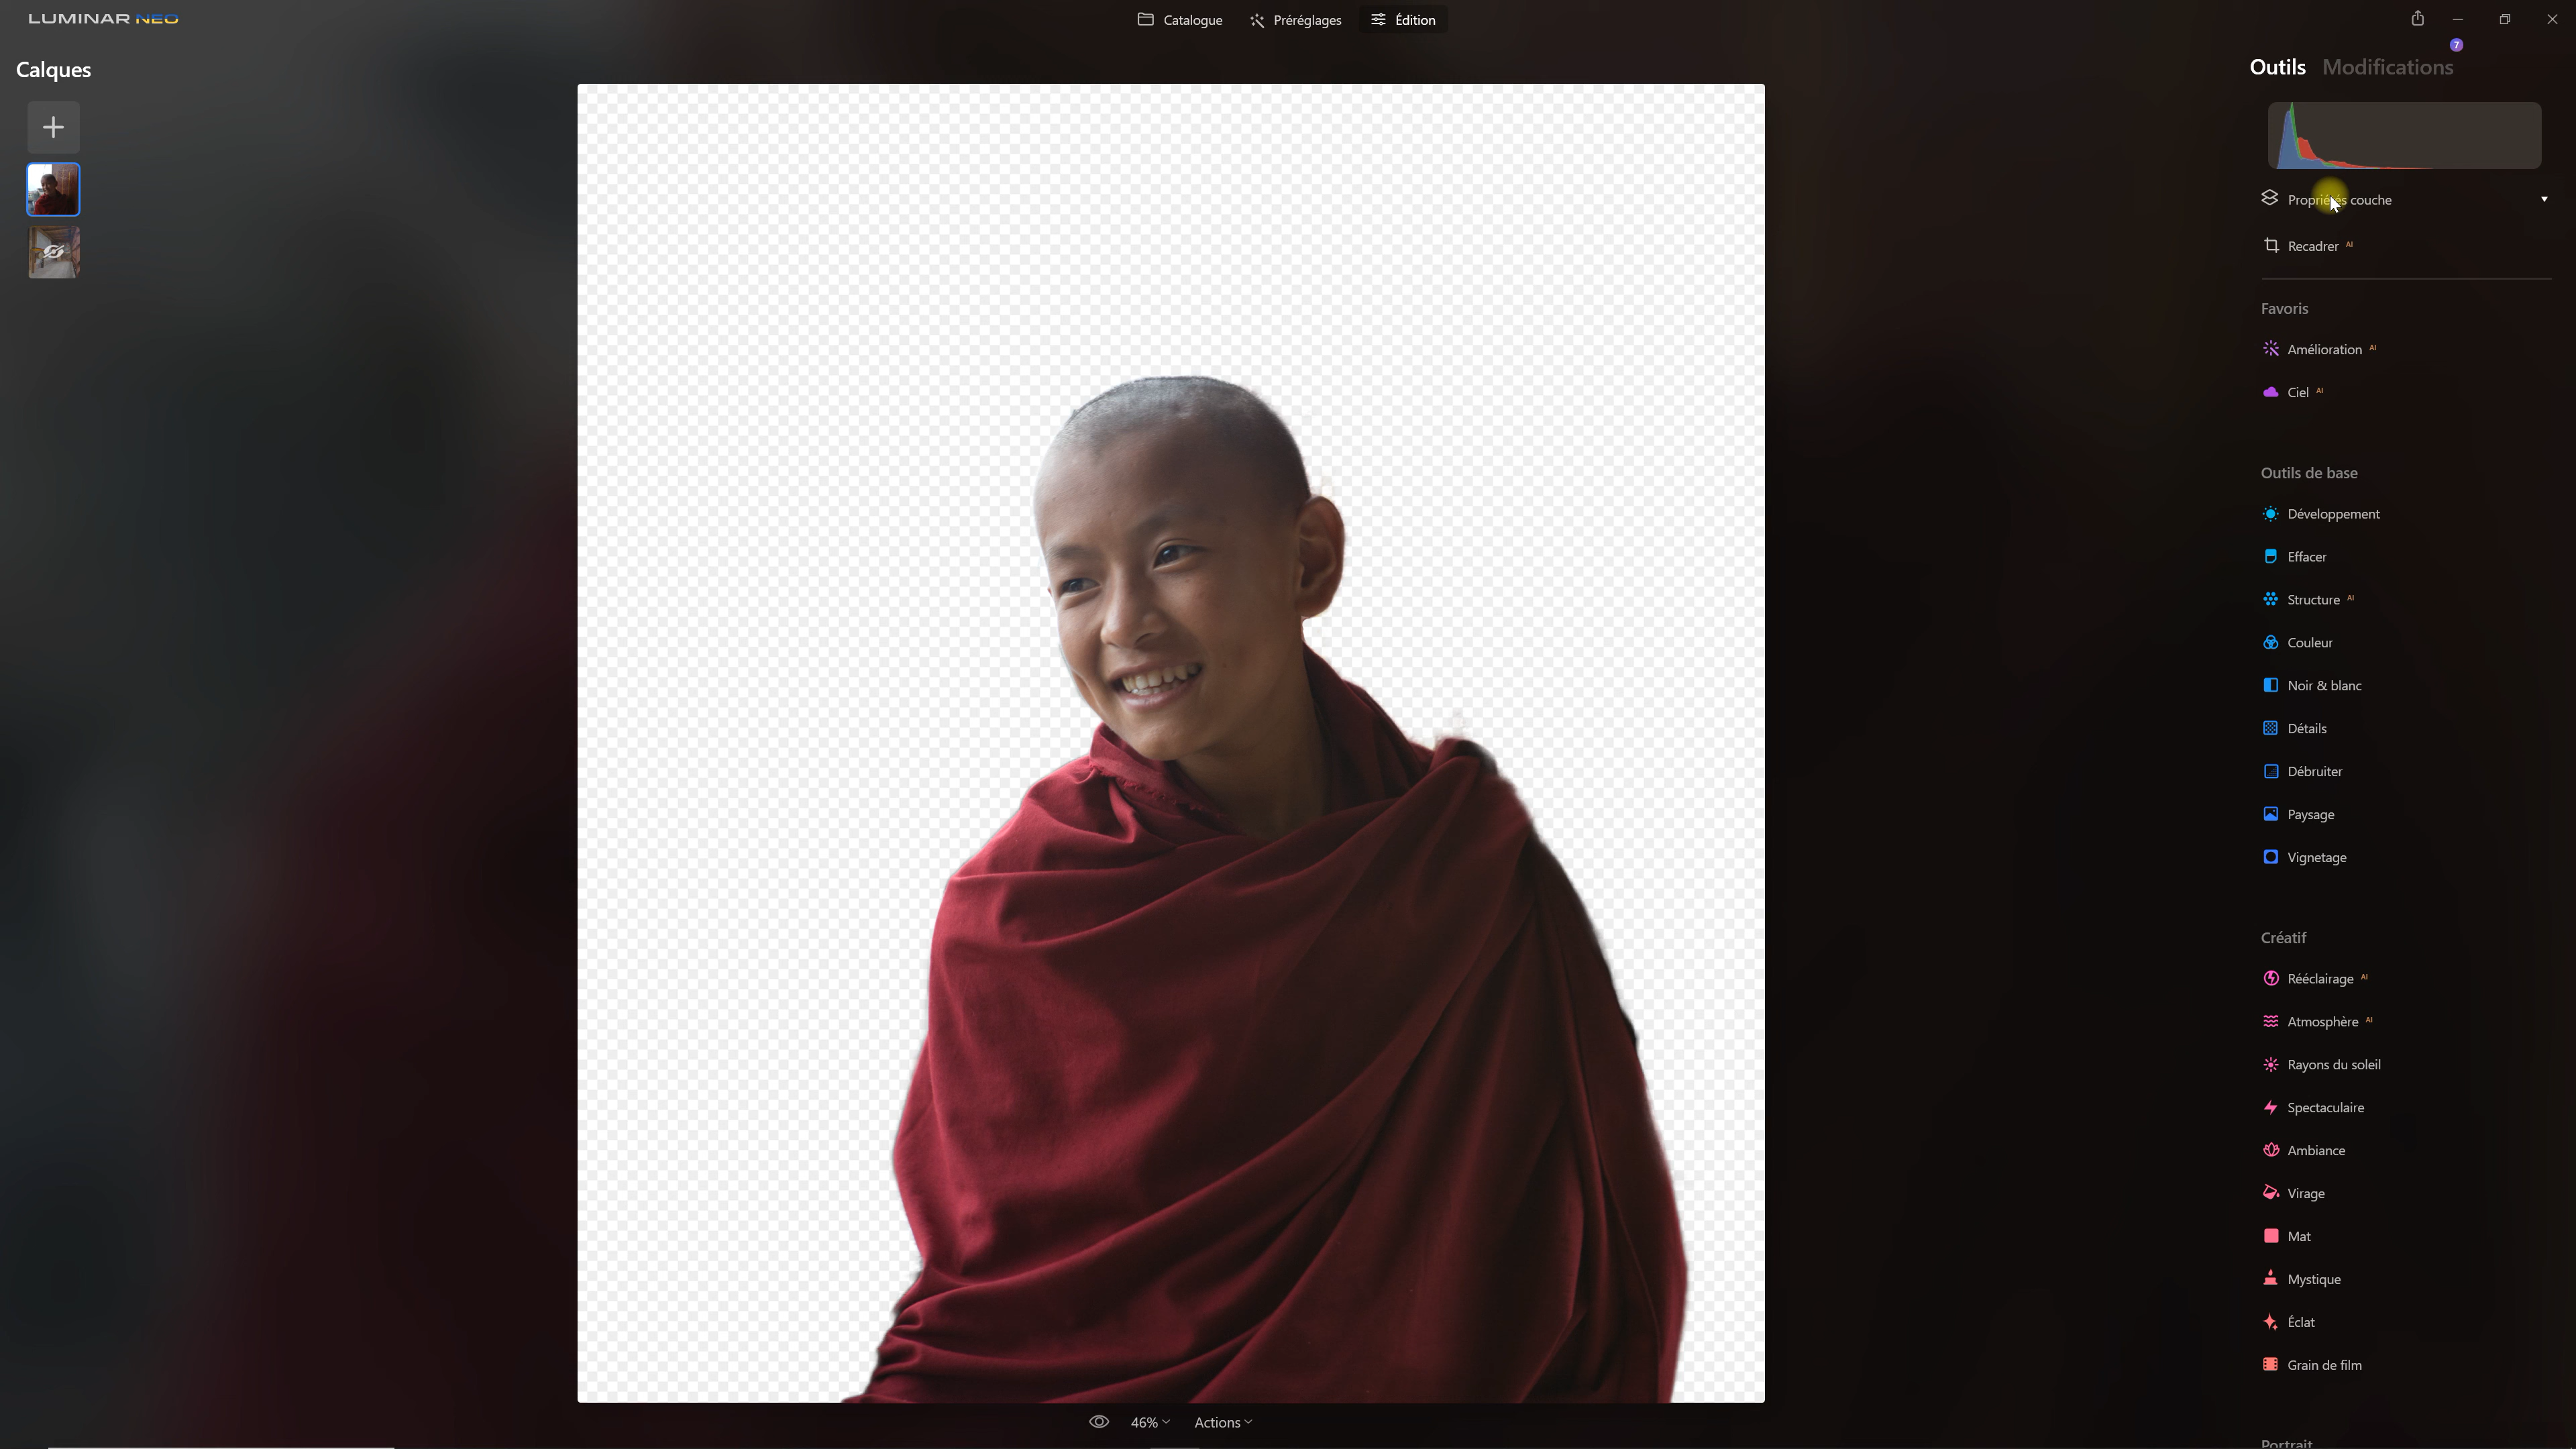 LUMINAR NEO
Catalogue
Préréglages
Édition
7
Calques
Outils
Modifications
Propriétés couche
Recadrer AI
Favoris
Amélioration AI
Ciel AI
Outils de base
Développement
Effacer
Structure AI
Couleur
Noir & blanc
Détails
Débruiter
Paysage
Vignetage
Créatif
Rééclairage AI
Atmosphère AI
Rayons du soleil
Spectaculaire
Ambiance
Virage
Mat
Mystique
Éclat
Grain de film
Portrait
46%
Actions